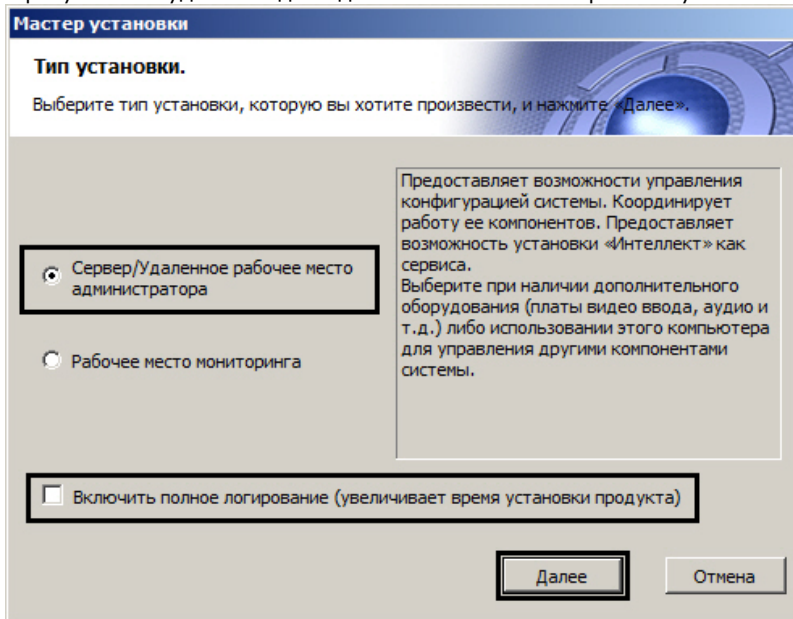 Мастер установки
Тип установки.
Выберите тип установки, которую вы хотите произвести, и нажмите «Далее».
Сервер/Удаленное рабочее место
администратора
Рабочее место мониторинга
Предоставляет возможности управления
конфигурацией системы. Координирует
работу ее компонентов. Предоставляет
возможность установки «Интеллект» как
сервиса.
Выберите при наличии дополнительного
оборудования (платы видео ввода, аудио и
т.д.) либо использовании этого компьютера
для управления другими компонентами
системы.
Включить полное логирование (увеличивает время установки продукта)
Далее
Отмена